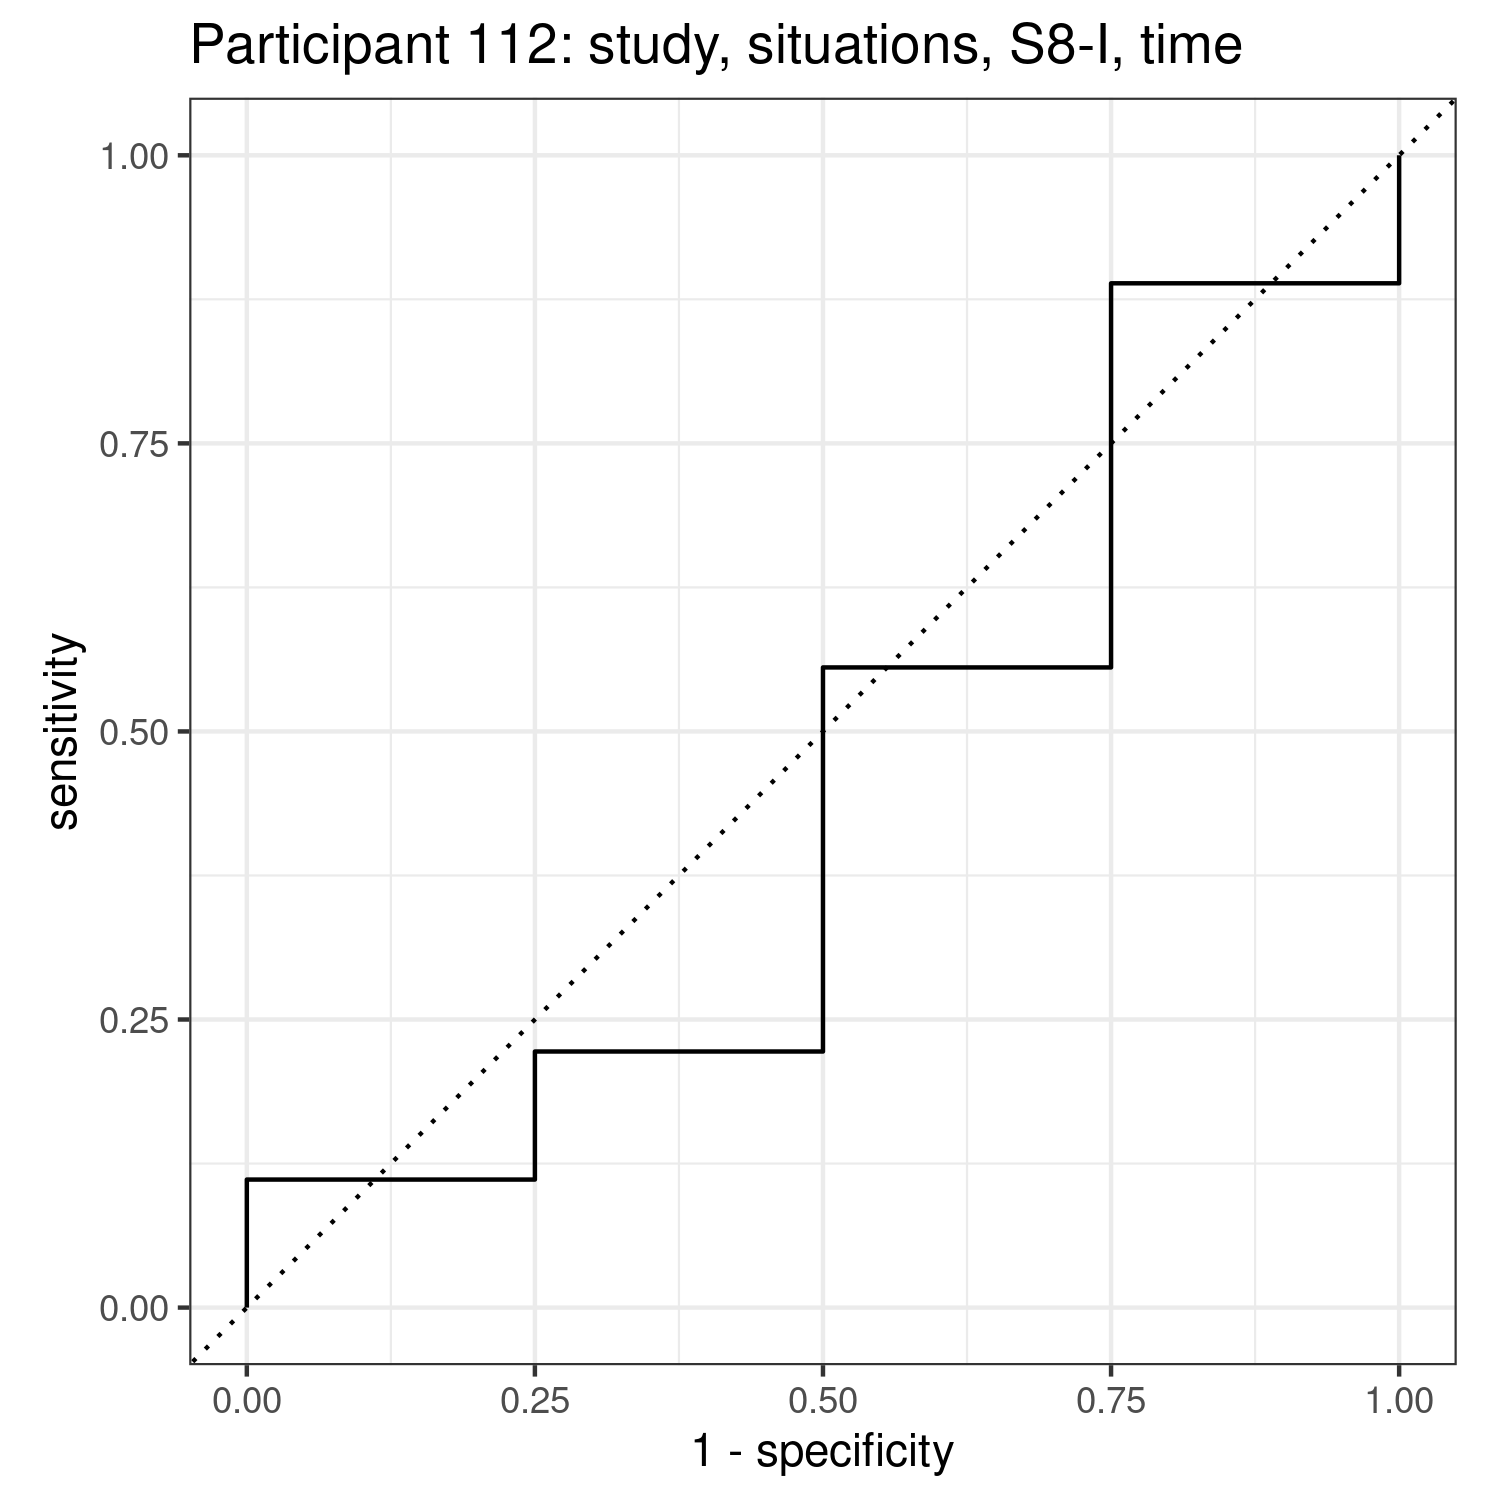 Participant 112: study, situations, S8-I, time
1.00
0.75
0.50
0.25
0.00
sensitivity
0.00 0.25 0.50 0.75 1.00
1 - specificity